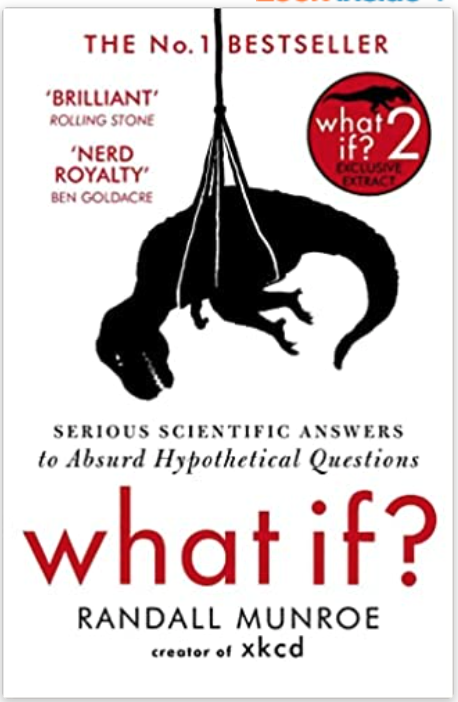 THE No.1 BESTSELLER
'BRILLIANT'
ROLLING STONE
'NERD
ROYALTY'
BEN GOLDACRE
what
if? 2
EXCLUSIVE
EXTRACT
SERIOUS SCIENTIFIC ANSWERS
to Absurd Hypothetical Questions
what if?
RANDALL MUNROE
creator of xkcd